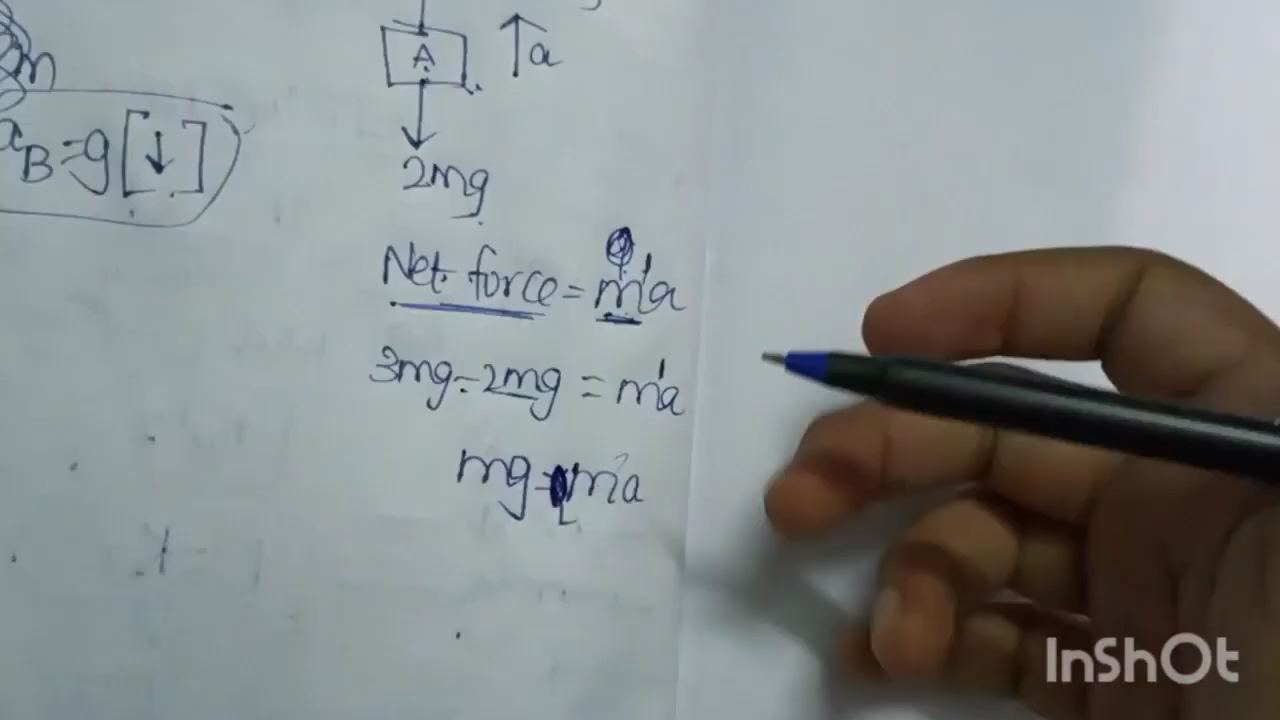 m
a_B=g[↓]
A
↑a
2mg
Net force = m'a
3mg-2mg = m'a
mg = m'a
InShOt